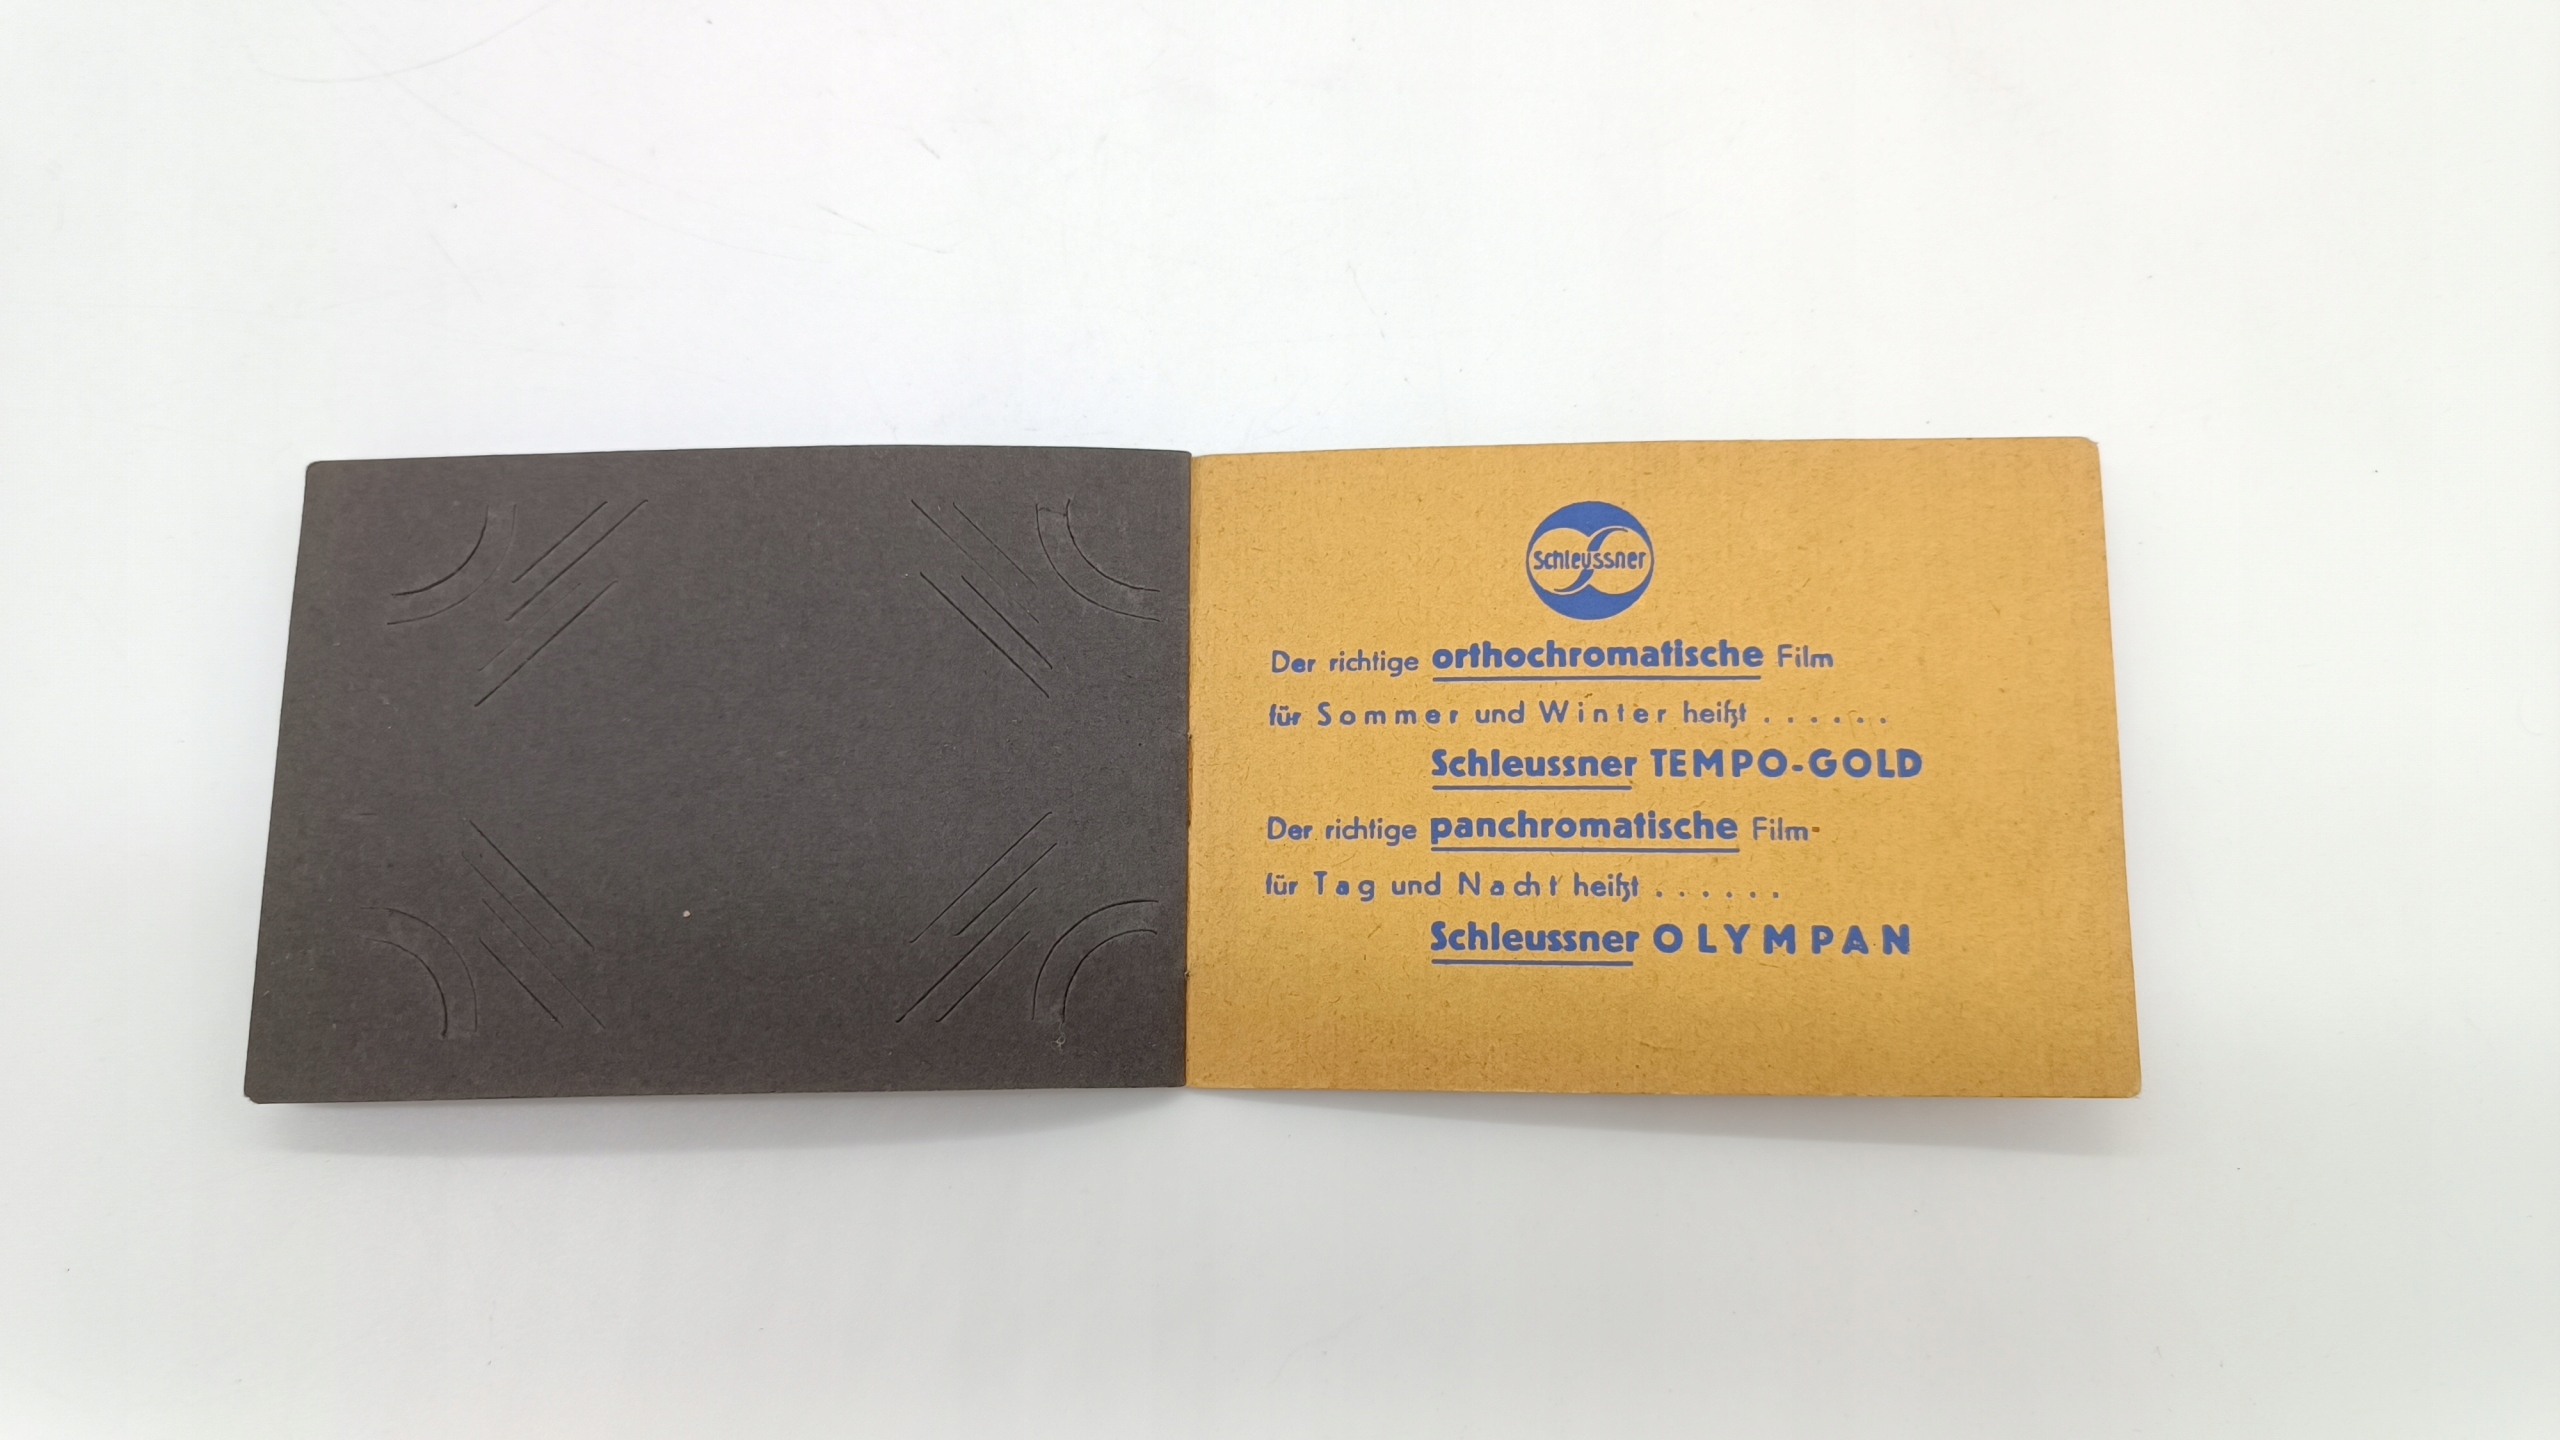 Schleussner
Der richtige orthochromatische Film
für Sommer und Winter heißt . . . . . .
Schleussner TEMPO-GOLD
Der richtige panchromatische Film
für Tag und Nacht heißt . . . . . .
Schleussner OLYMPAN